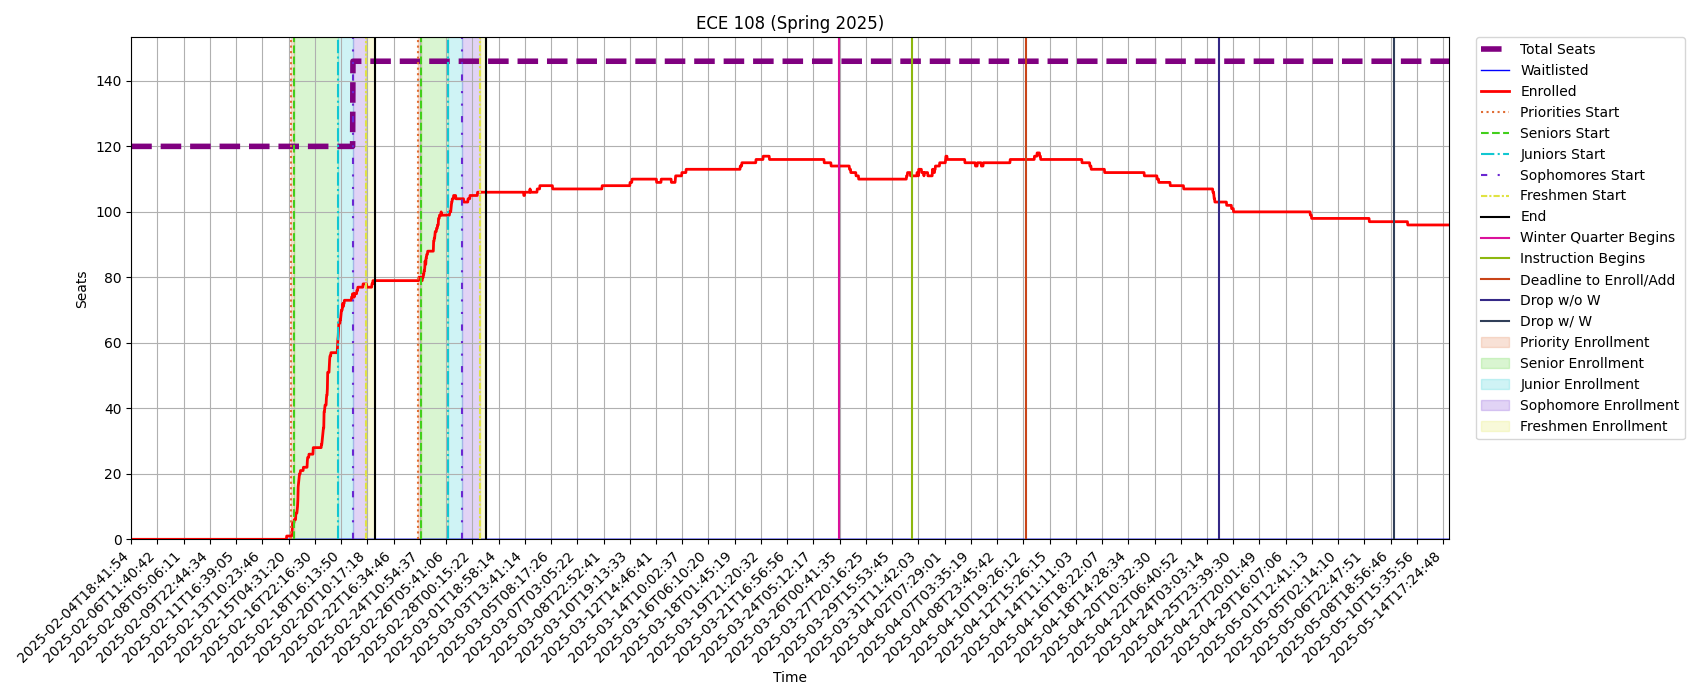 ECE 108 (Spring 2025)
Seats
140
120
100
80
60
40
20
0
2025-02-04T18:41:54
2025-02-06T11:40:42
2025-02-08T05:06:11
2025-02-09T22:44:34
2025-02-11T16:39:05
2025-02-13T10:23:46
2025-02-15T04:31:20
2025-02-16T22:16:30
2025-02-18T16:13:50
2025-02-20T10:17:18
2025-02-22T16:34:46
2025-02-24T10:54:37
2025-02-26T05:41:06
2025-02-28T00:15:22
2025-03-01T18:58:14
2025-03-03T13:41:14
2025-03-05T08:17:26
2025-03-07T03:05:22
2025-03-08T22:52:41
2025-03-10T19:13:33
2025-03-12T14:46:41
2025-03-14T10:02:37
2025-03-16T06:10:20
2025-03-18T01:45:19
2025-03-19T21:20:32
2025-03-21T16:56:56
2025-03-24T05:12:17
2025-03-26T00:41:35
2025-03-27T20:16:25
2025-03-29T15:53:45
2025-03-31T11:42:03
2025-04-02T07:29:01
2025-04-07T03:35:19
2025-04-08T23:45:42
2025-04-10T19:26:12
2025-04-12T15:26:15
2025-04-14T11:11:03
2025-04-16T18:22:07
2025-04-18T14:28:34
2025-04-20T10:32:30
2025-04-22T06:40:52
2025-04-24T03:03:14
2025-04-25T23:39:30
2025-04-27T20:01:49
2025-04-29T16:07:06
2025-05-01T12:41:13
2025-05-05T02:14:10
2025-05-06T22:47:51
2025-05-08T18:56:46
2025-05-10T15:35:56
2025-05-14T17:24:48
Time
Total Seats
Waitlisted
Enrolled
Priorities Start
Seniors Start
Juniors Start
Sophomores Start
Freshmen Start
End
Winter Quarter Begins
Instruction Begins
Deadline to Enroll/Add
Drop w/o W
Drop w/ W
Priority Enrollment
Senior Enrollment
Junior Enrollment
Sophomore Enrollment
Freshmen Enrollment